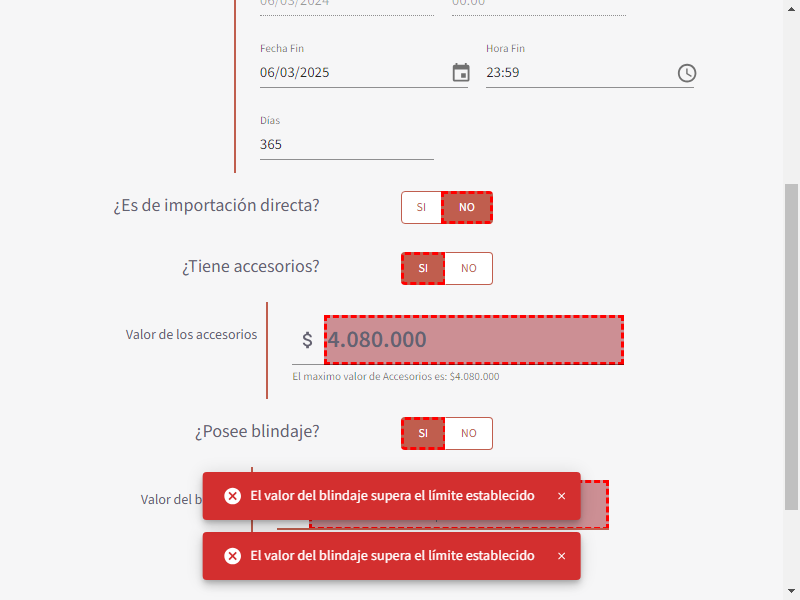 06/03/2024 00:00
Fecha Fin Hora Fin
06/03/2025 23:59
Días
365
¿Es de importación directa? SI NO
¿Tiene accesorios? SI NO
Valor de los accesorios $ 4.080.000
El maximo valor de Accesorios es: $4.080.000
¿Posee blindaje? SI NO
Valor del
El valor del blindaje supera el límite establecido ×
El valor del blindaje supera el límite establecido ×